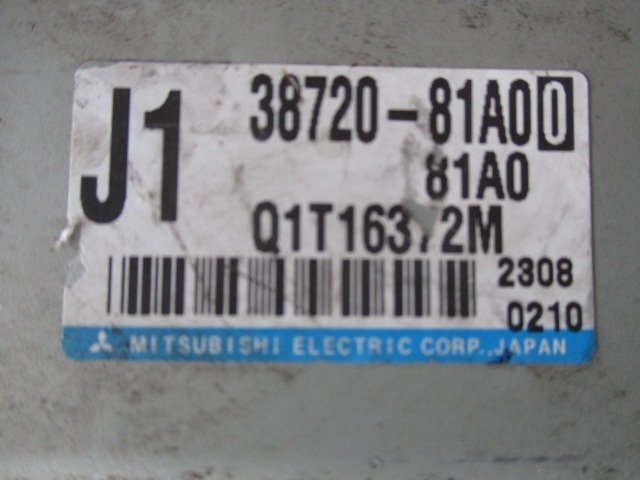 J1
38720-81A00
81A0
Q1T16372M
2308
0210
MITSUBISHI ELECTRIC CORP., JAPAN